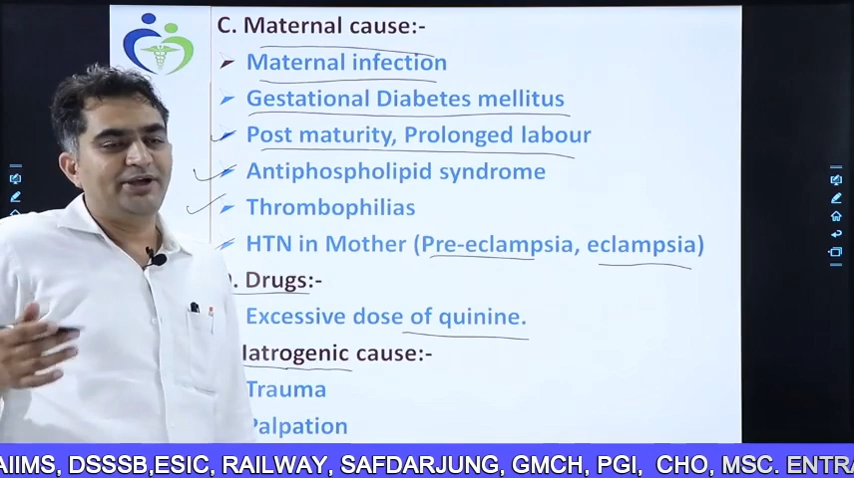 C. Maternal cause:-
Maternal infection
Gestational Diabetes mellitus
Post maturity, Prolonged labour
Antiphospholipid syndrome
Thrombophilias
HTN in Mother (Pre-eclampsia, eclampsia)
Drugs:-
Excessive dose of quinine.
Iatrogenic cause:-
Trauma
Palpation
AIIMS, DSSSB,ESIC, RAILWAY, SAFDARJUNG, GMCH, PGI, CHO, MSC.